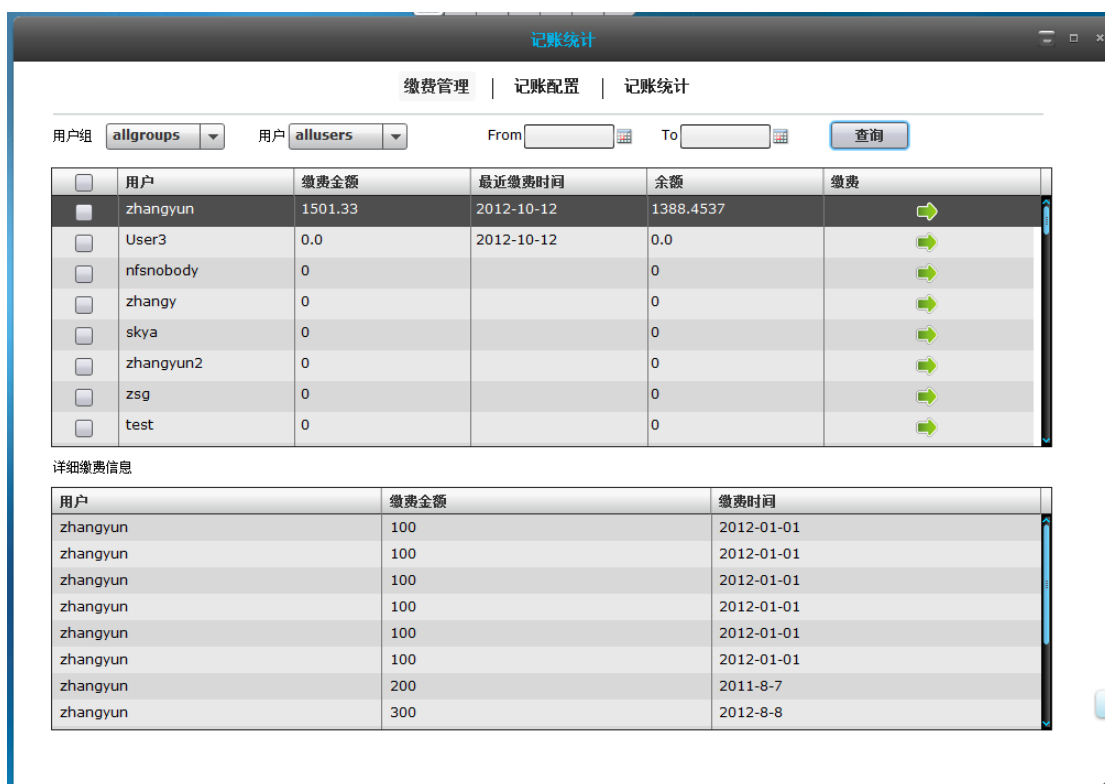 记账统计
缴费管理 | 记账配置 | 记账统计
用户组 allgroups 用户 allusers From To 查询
用户 缴费金额 最近缴费时间 余额 缴费
zhangyun 1501.33 2012-10-12 1388.4537
User3 0.0 2012-10-12 0.0
nfsnobody 0 0
zhangy 0 0
skya 0 0
zhangyun2 0 0
zsg 0 0
test 0 0
详细缴费信息
用户 缴费金额 缴费时间
zhangyun 100 2012-01-01
zhangyun 100 2012-01-01
zhangyun 100 2012-01-01
zhangyun 100 2012-01-01
zhangyun 100 2012-01-01
zhangyun 100 2012-01-01
zhangyun 200 2011-8-7
zhangyun 300 2012-8-8